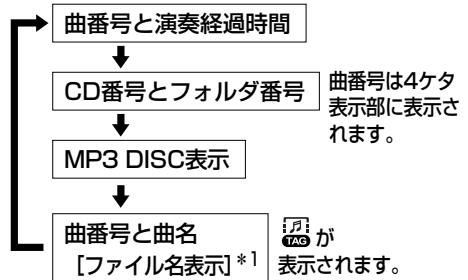 曲番号と演奏経過時間
CD番号とフォルダ番号
曲番号は4ケタ
表示部に表示さ
れます。
MP3 DISC表示
曲番号と曲名
[ファイル名表示]*1
TAG が
表示されます。